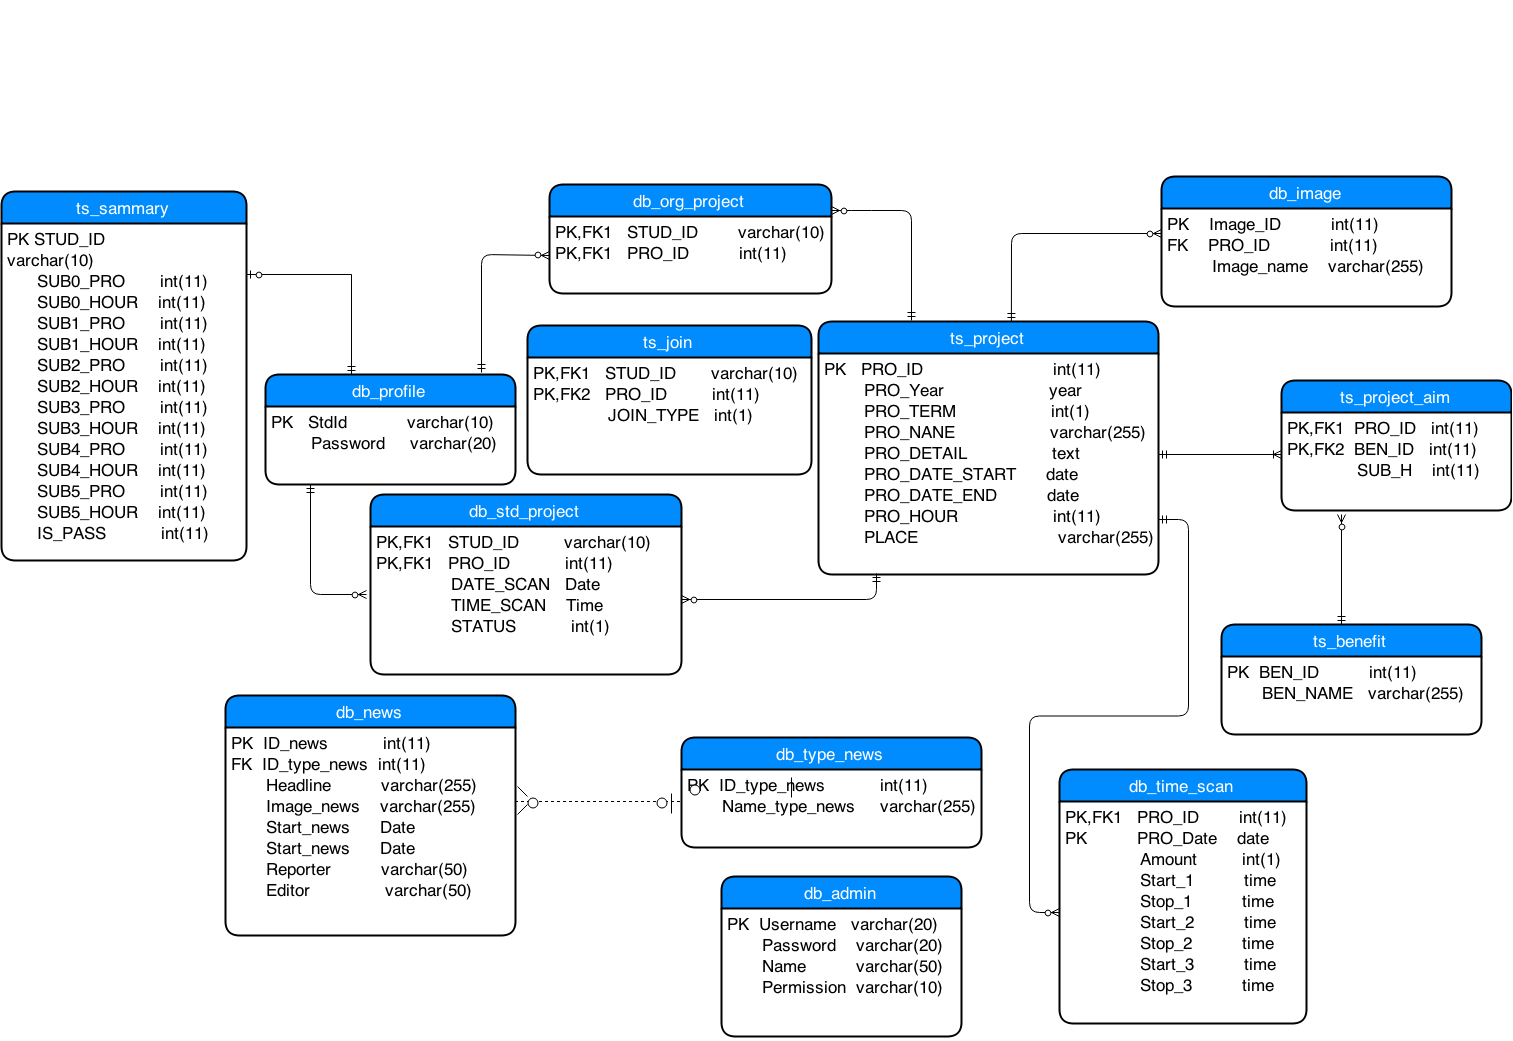 ts_sammary
PK STUD_ID
varchar(10)
SUB0_PRO int(11)
SUB0_HOUR int(11)
SUB1_PRO int(11)
SUB1_HOUR int(11)
SUB2_PRO int(11)
SUB2_HOUR int(11)
SUB3_PRO int(11)
SUB3_HOUR int(11)
SUB4_PRO int(11)
SUB4_HOUR int(11)
SUB5_PRO int(11)
SUB5_HOUR int(11)
IS_PASS int(11)
db_org_project
PK,FK1 STUD_ID varchar(10)
PK,FK1 PRO_ID int(11)
db_image
PK Image_ID int(11)
FK PRO_ID int(11)
Image_name varchar(255)
db_profile
PK StdId varchar(10)
Password varchar(20)
ts_join
PK,FK1 STUD_ID varchar(10)
PK,FK2 PRO_ID int(11)
JOIN_TYPE int(1)
ts_project
PK PRO_ID int(11)
PRO_Year year
PRO_TERM int(1)
PRO_NANE varchar(255)
PRO_DETAIL text
PRO_DATE_START date
PRO_DATE_END date
PRO_HOUR int(11)
PLACE varchar(255)
ts_project_aim
PK,FK1 PRO_ID int(11)
PK,FK2 BEN_ID int(11)
SUB_H int(11)
db_std_project
PK,FK1 STUD_ID varchar(10)
PK,FK1 PRO_ID int(11)
DATE_SCAN Date
TIME_SCAN Time
STATUS int(1)
ts_benefit
PK BEN_ID int(11)
BEN_NAME varchar(255)
db_news
PK ID_news int(11)
FK ID_type_news int(11)
Headline varchar(255)
Image_news varchar(255)
Start_news Date
Start_news Date
Reporter varchar(50)
Editor varchar(50)
db_type_news
PK ID_type_news int(11)
Name_type_news varchar(255)
db_time_scan
PK,FK1 PRO_ID int(11)
PK PRO_Date date
Amount int(1)
Start_1 time
Stop_1 time
Start_2 time
Stop_2 time
Start_3 time
Stop_3 time
db_admin
PK Username varchar(20)
Password varchar(20)
Name varchar(50)
Permission varchar(10)